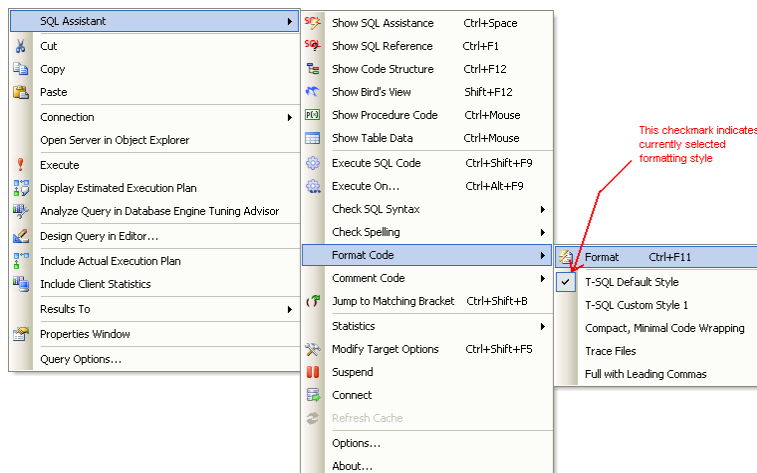 SQL Assistant
Cut
Copy
Paste
Connection
Open Server in Object Explorer
Execute
Display Estimated Execution Plan
Analyze Query in Database Engine Tuning Advisor
Design Query in Editor...
Include Actual Execution Plan
Include Client Statistics
Results To
Properties Window
Query Options...
Show SQL Assistance Ctrl+Space
Show SQL Reference Ctrl+F1
Show Code Structure Ctrl+F12
Show Bird's View Shift+F12
Show Procedure Code Ctrl+Mouse
Show Table Data Ctrl+Mouse
Execute SQL Code Ctrl+Shift+F9
Execute On... Ctrl+Alt+F9
Check SQL Syntax
Check Spelling
Format Code
Comment Code
Jump to Matching Bracket Ctrl+Shift+B
Statistics
Modify Target Options Ctrl+Shift+F5
Suspend
Connect
Refresh Cache
Options...
About...
This checkmark indicates
currently selected
formatting style
Format Ctrl+F11
T-SQL Default Style
T-SQL Custom Style 1
Compact, Minimal Code Wrapping
Trace Files
Full with Leading Commas